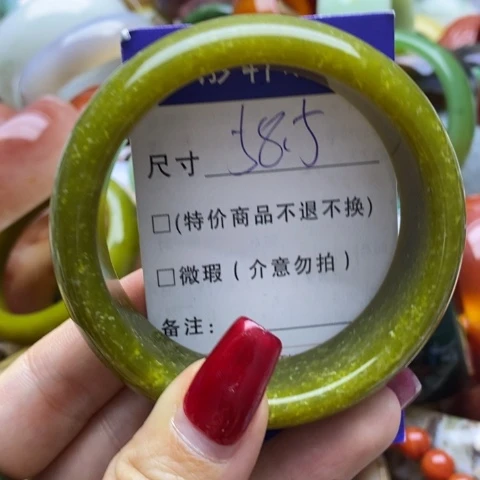 尺寸 58.5
□(特价商品不退不换)
□微瑕(介意勿拍)
备注: